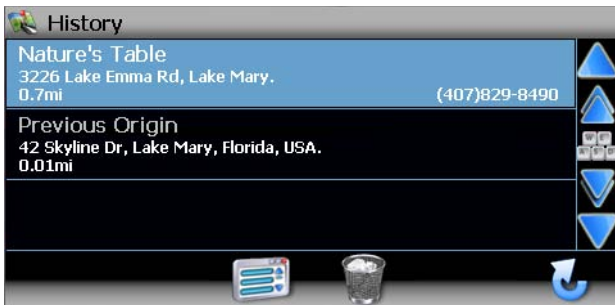 History
Nature's Table
3226 Lake Emma Rd, Lake Mary.
0.7mi (407)829-8490
Previous Origin
42 Skyline Dr, Lake Mary, Florida, USA.
0.01mi